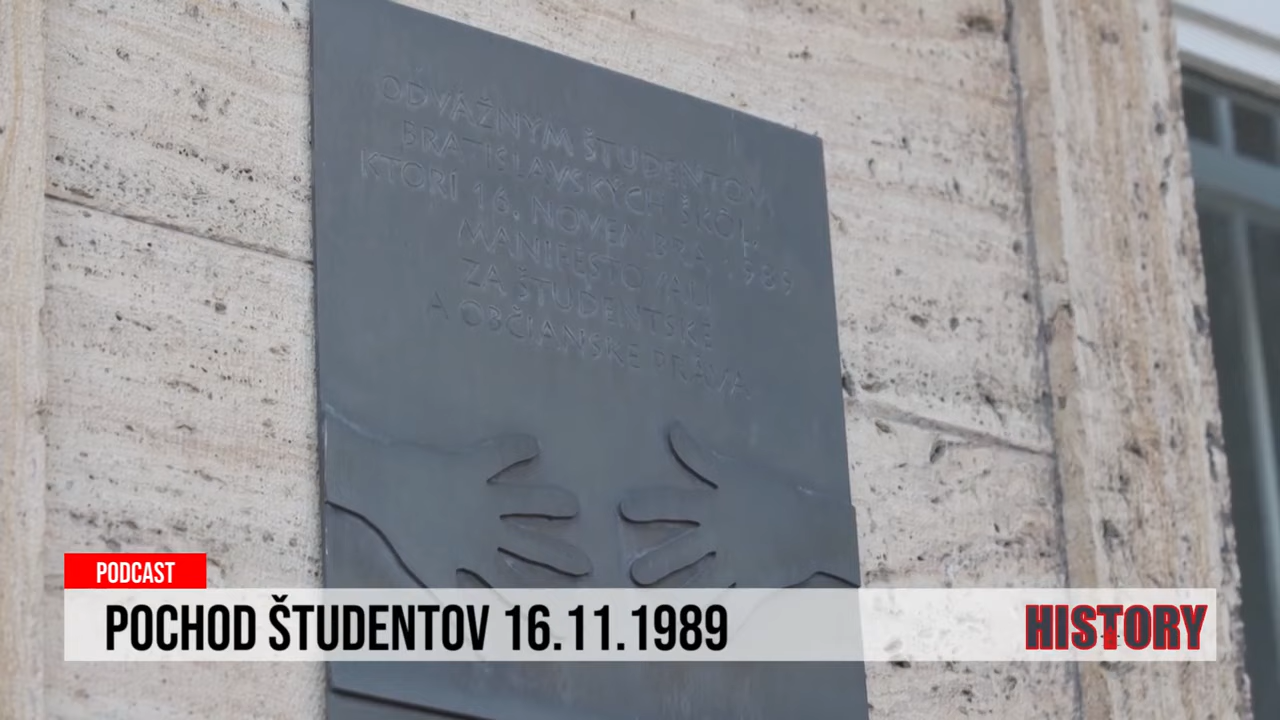 ODVÁŽNYM ŠTUDENTOM
BRATISLAVSKÝCH ŠKÔL,
KTORÍ 16. NOVEMBRA 1989
MANIFESTOVALI
ZA ŠTUDENTSKÉ
A OBČIANSKE PRÁVA
PODCAST
POCHOD ŠTUDENTOV 16.11.1989
HISTORY